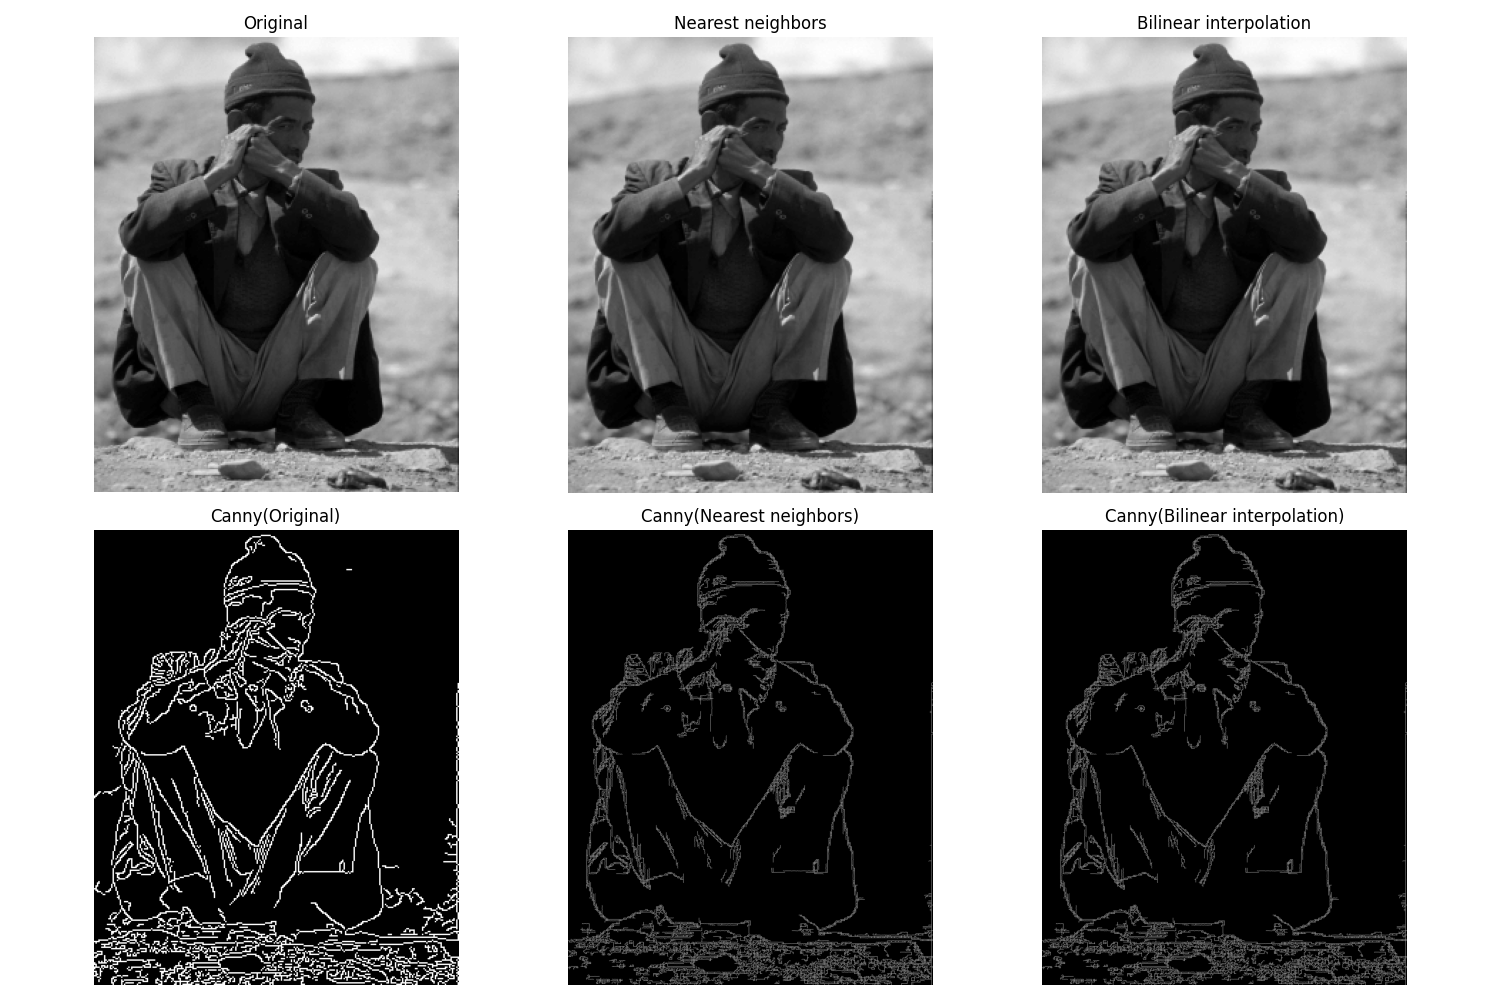 Original
Nearest neighbors
Bilinear interpolation
Canny(Original)
Canny(Nearest neighbors)
Canny(Bilinear interpolation)